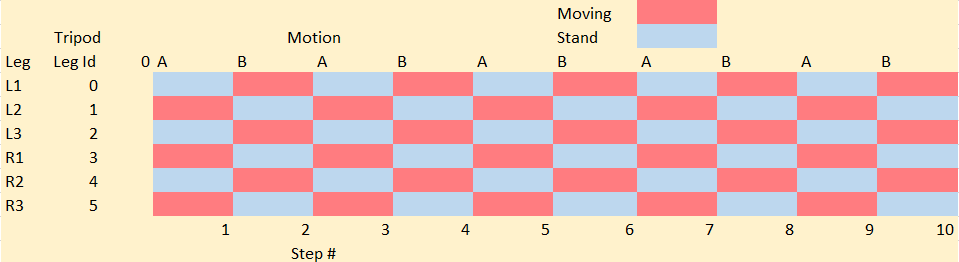 Moving
Tripod Motion Stand
Leg Leg Id 0 A B A B A B A B A B
L1 0
L2 1
L3 2
R1 3
R2 4
R3 5
1 2 3 4 5 6 7 8 9 10
Step #